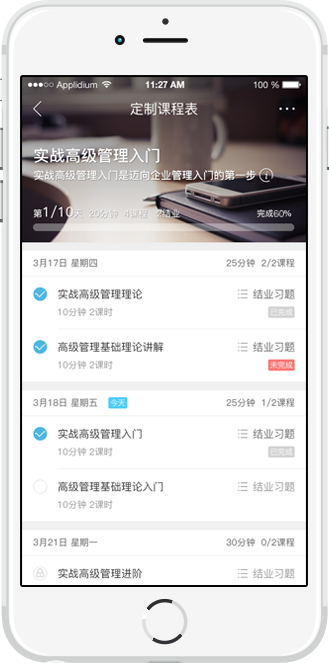 Applidium 11:27 AM 100 %
定制课程表
实战高级管理入门
实战高级管理入门是迈向企业管理入门的第一步
第1/10天 20分钟 4课程 2结业 完成60%
3月17日 星期四 25分钟 2/2课程
实战高级管理理论 结业习题
10分钟 2课时 已完成
高级管理基础理论讲解 结业习题
10分钟 2课时 未完成
3月18日 星期五 今天 25分钟 1/2课程
实战高级管理入门 结业习题
10分钟 2课时 已完成
高级管理基础理论入门 结业习题
10分钟 2课时
3月21日 星期一 30分钟 0/2课程
实战高级管理进阶 结业习题